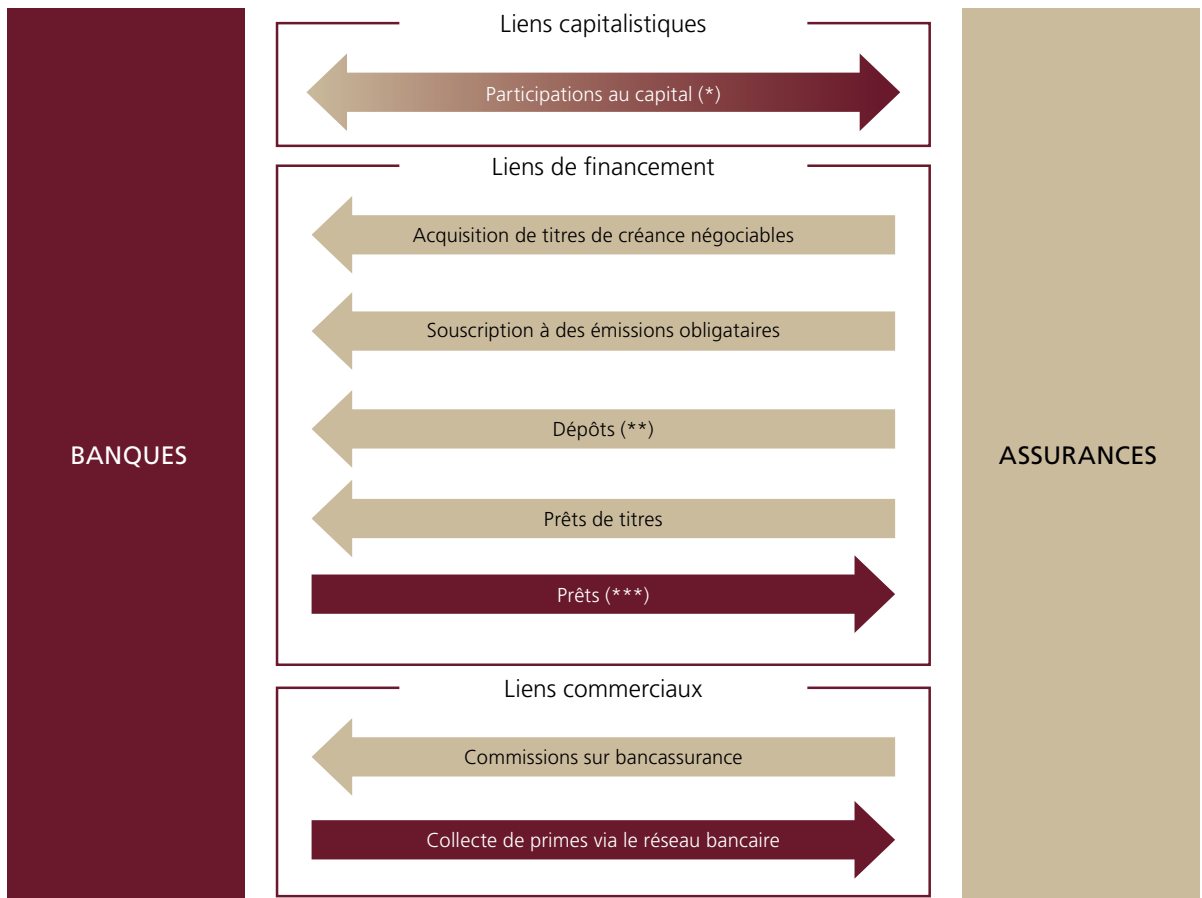 Liens capitalistiques
Participations au capital (*)
Liens de financement
Acquisition de titres de créance négociables
Souscription à des émissions obligataires
Dépôts (**)
BANQUES
ASSURANCES
Prêts de titres
Prêts (***)
Liens commerciaux
Commissions sur bancassurance
Collecte de primes via le réseau bancaire